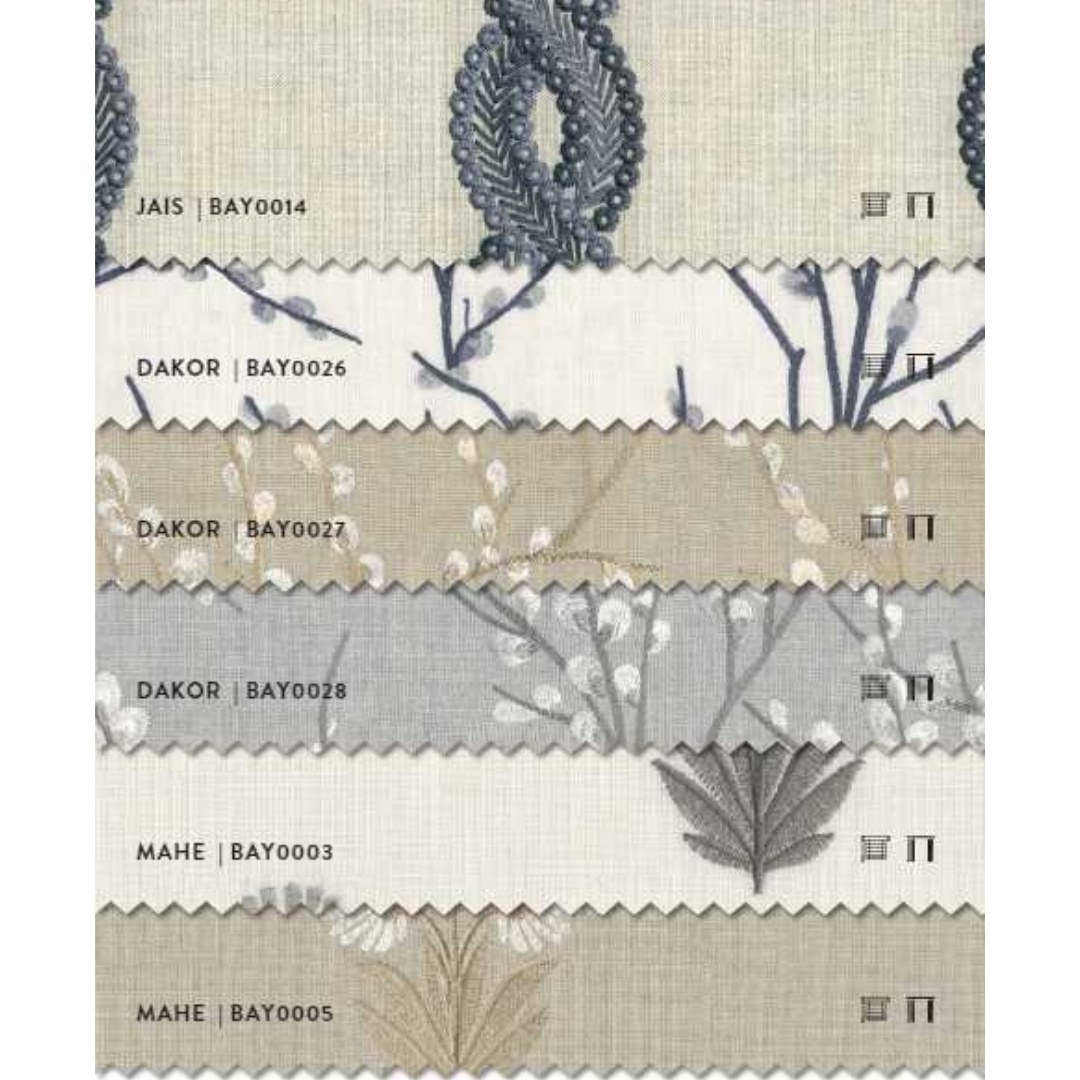 JAIS | BAY0014
DAKOR | BAY0026
DAKOR | BAY0027
DAKOR | BAY0028
MAHE | BAY0003
MAHE | BAY0005